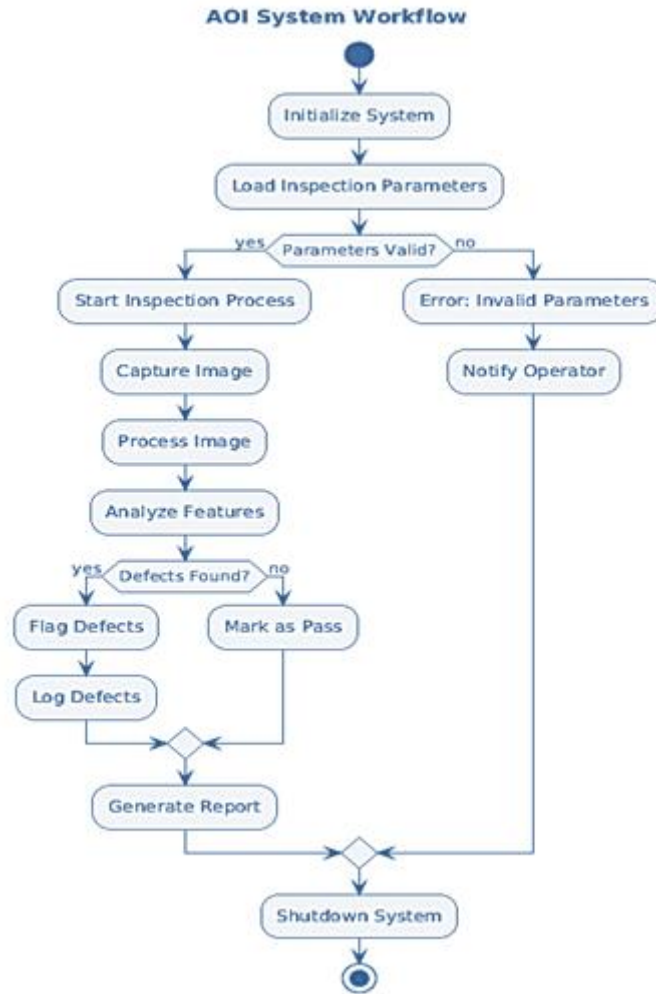 AOI System Workflow
Initialize System
Load Inspection Parameters
yes
Parameters Valid?
no
Start Inspection Process
Error: Invalid Parameters
Capture Image
Notify Operator
Process Image
Analyze Features
yes
Defects Found?
no
Flag Defects
Mark as Pass
Log Defects
Generate Report
Shutdown System